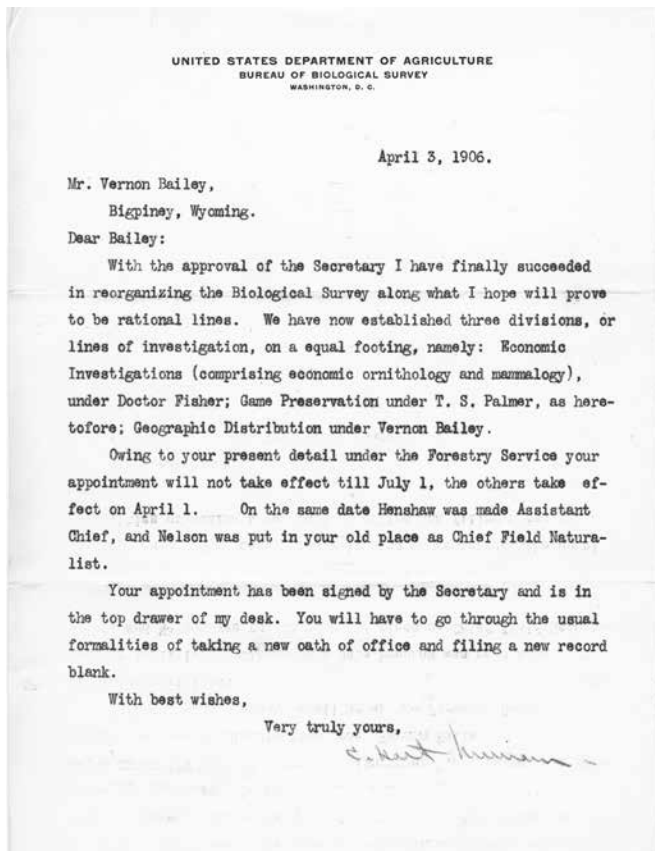 UNITED STATES DEPARTMENT OF AGRICULTURE
BUREAU OF BIOLOGICAL SURVEY
WASHINGTON, D. C.
April 3, 1906.
Mr. Vernon Bailey,
Bigpiney, Wyoming.
Dear Bailey:
With the approval of the Secretary I have finally succeeded
in reorganizing the Biological Survey along what I hope will prove
to be rational lines. We have now established three divisions, or
lines of investigation, on a equal footing, namely: Economic
Investigations (comprising economic ornithology and mammalogy),
under Doctor Fisher; Game Preservation under T. S. Palmer, as here-
tofore; Geographic Distribution under Vernon Bailey.
Owing to your present detail under the Forestry Service your
appointment will not take effect till July 1, the others take ef-
fect on April 1. On the same date Henshaw was made Assistant
Chief, and Nelson was put in your old place as Chief Field Natura-
list.
Your appointment has been signed by the Secretary and is in
the top drawer of my desk. You will have to go through the usual
formalities of taking a new oath of office and filing a new record
blank.
With best wishes,
Very truly yours,
C. Hart Merriam